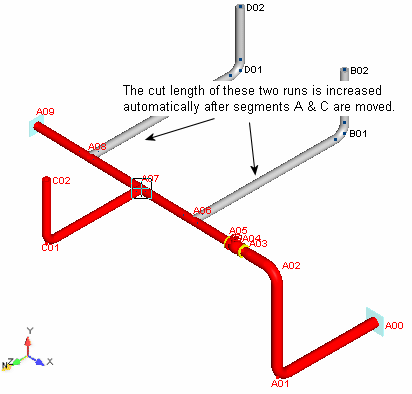 D02
D01
B02
The cut length of these two runs is increased
automatically after segments A & C are moved.
A09
B01
A08
A07
C02
A06
A05
A04
A03
C01
A02
A00
A01
Y
X
Z
N